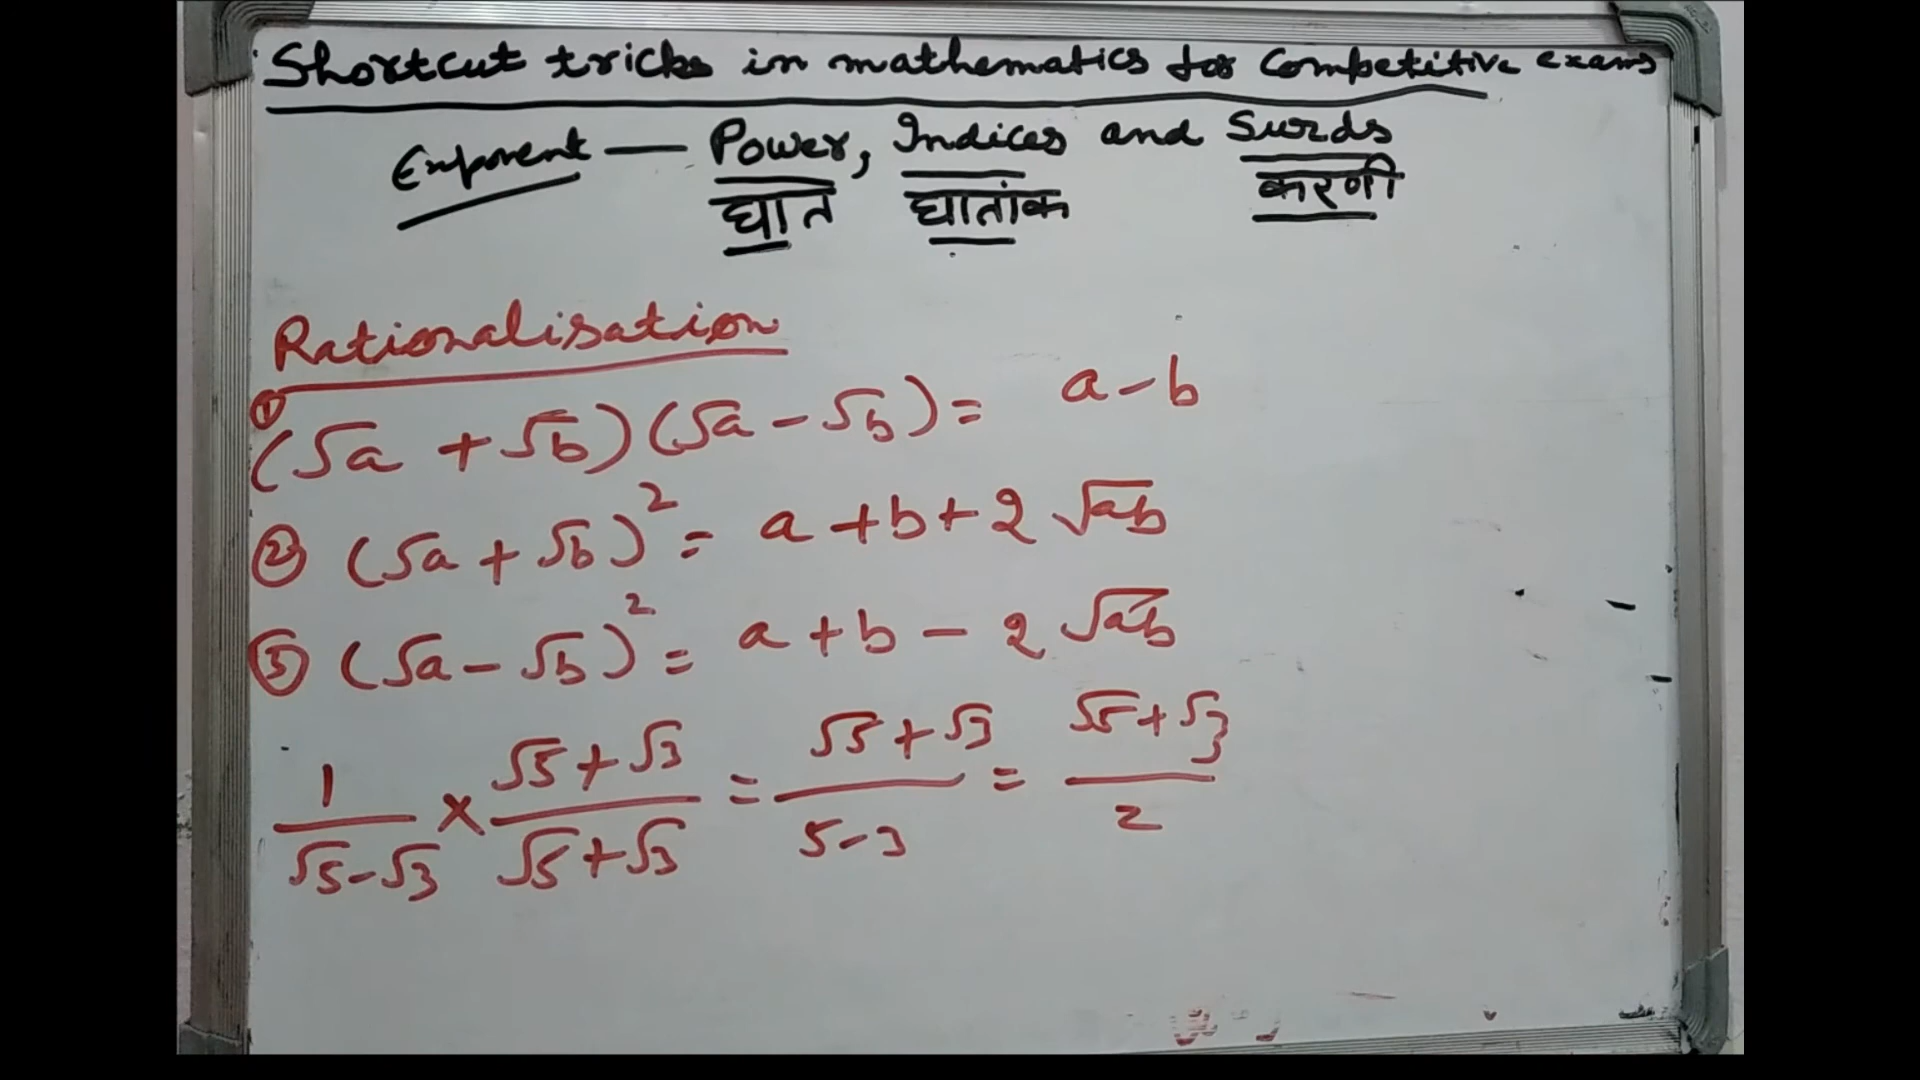 Shortcut tricks in mathematics for Competitive exams
Exponent — Power, Indices and Surds
घात घातांक करणी
Rationalisation
① (√a + √b) (√a - √b) = a - b
② (√a + √b)² = a + b + 2 √ab
③ (√a - √b)² = a + b - 2 √ab
1/(√5 - √3) × (√5 + √3)/(√5 + √3) = (√5 + √3)/(5 - 3) = (√5 + √3)/2